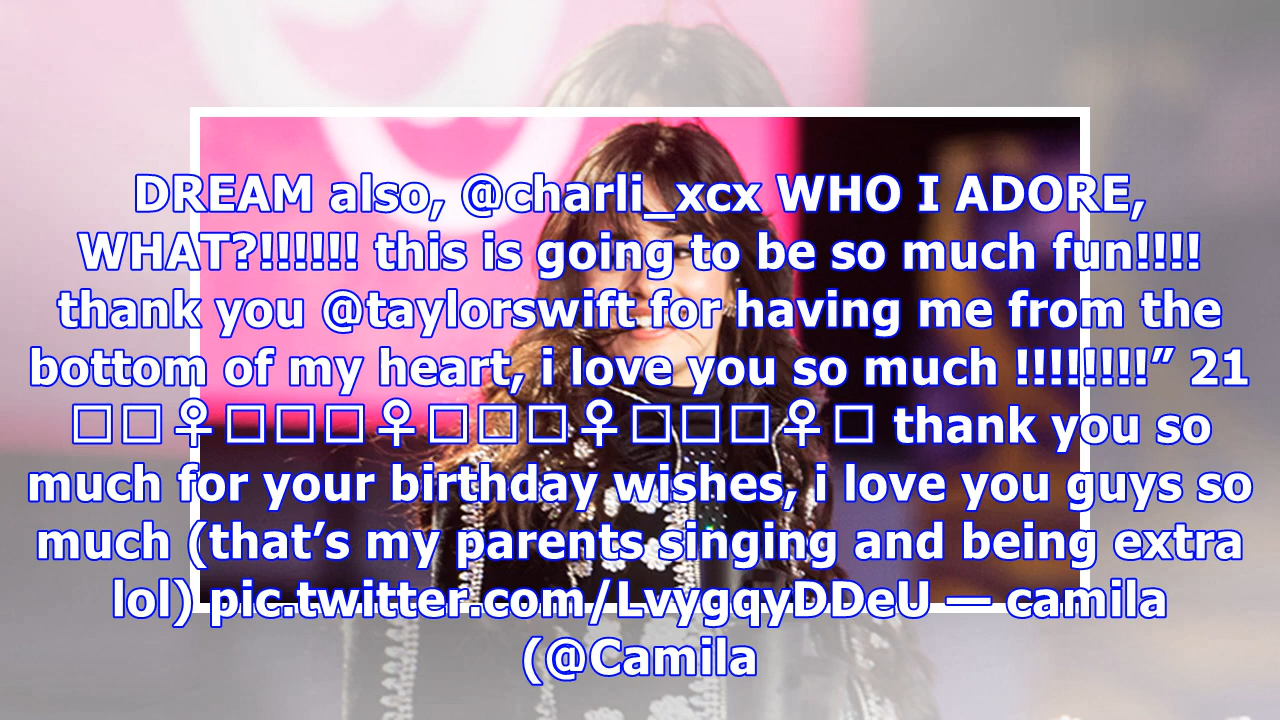 DREAM also, @charli_xcx WHO I ADORE,
WHAT?!!!!!! this is going to be so much fun!!!!
thank you @taylorswift for having me from the
bottom of my heart, i love you so much !!!!!!!!” 21
□□♀□□□♀□□□♀□□□♀□ thank you so
much for your birthday wishes, i love you guys so
much (that’s my parents singing and being extra
lol) pic.twitter.com/LvygqyDDeU — camila
(@Camila